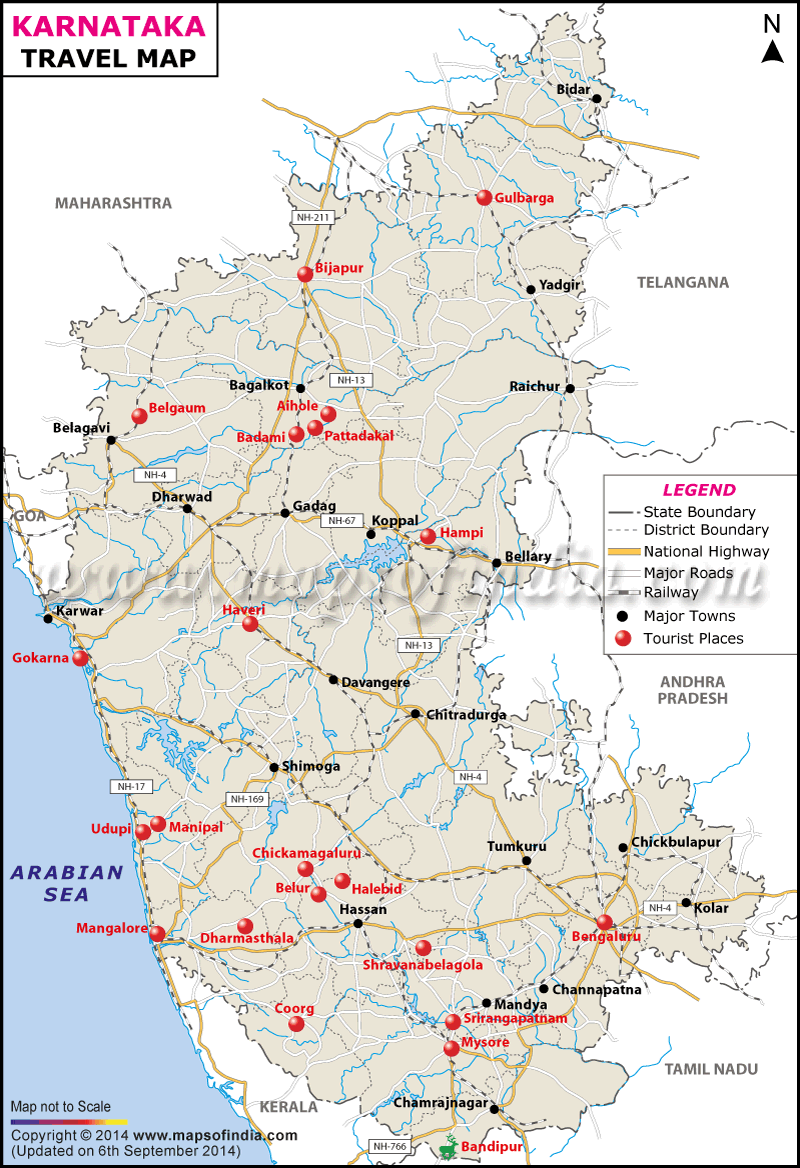 KARNATAKA
TRAVEL MAP
N
Bidar
MAHARASHTRA
Gulbarga
NH-211
Bijapur
Yadgir
TELANGANA
NH-13
Bagalkot
Raichur
Aihole
Belgaum
Badami
Pattadakal
Belagavi
NH-4
Dharwad
GOA
Gadag
NH-67
Koppal
Hampi
Bellary
LEGEND
State Boundary
District Boundary
National Highway
Major Roads
Railway
Major Towns
Tourist Places
www.mapsofindia.com
Karwar
Haveri
Gokarna
NH-13
Davangere
ANDHRA
PRADESH
Chitradurga
Shimoga
NH-4
NH-17
NH-169
Udupi
Manipal
Tumkuru
Chickbulapur
Chickamagaluru
ARABIAN
SEA
Belur
Halebid
Hassan
NH-4
Kolar
Mangalore
Dharmasthala
Bengaluru
Shravanabelagola
Channapatna
Mandya
Coorg
Srirangapatnam
Mysore
TAMIL NADU
KERALA
Chamrajnagar
NH-766
Bandipur
Map not to Scale
Copyright © 2014 www.mapsofindia.com
(Updated on 6th September 2014)